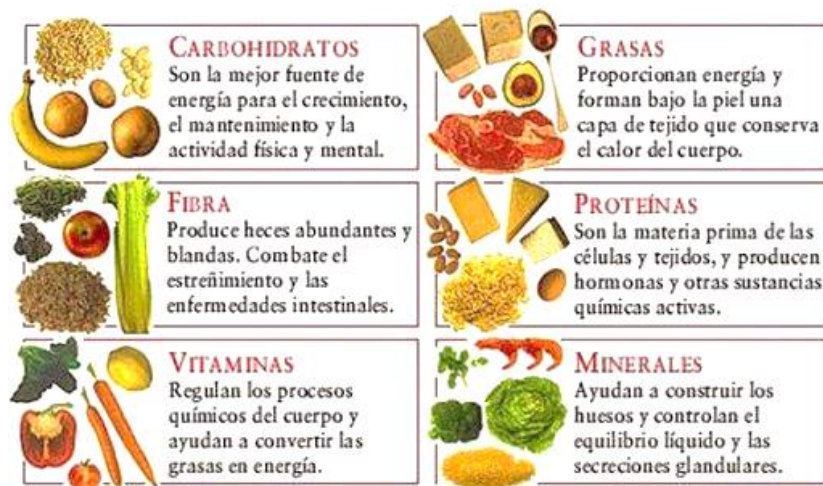 CARBOHIDRATOS
Son la mejor fuente de
energía para el crecimiento,
el mantenimiento y la
actividad física y mental.
GRASAS
Proporcionan energía y
forman bajo la piel una
capa de tejido que conserva
el calor del cuerpo.
FIBRA
Produce heces abundantes y
blandas. Combate el
estreñimiento y las
enfermedades intestinales.
PROTEÍNAS
Son la materia prima de las
células y tejidos, y producen
hormonas y otras sustancias
químicas activas.
VITAMINAS
Regulan los procesos
químicos del cuerpo y
ayudan a convertir las
grasas en energía.
MINERALES
Ayudan a construir los
huesos y controlan el
equilibrio líquido y las
secreciones glandulares.